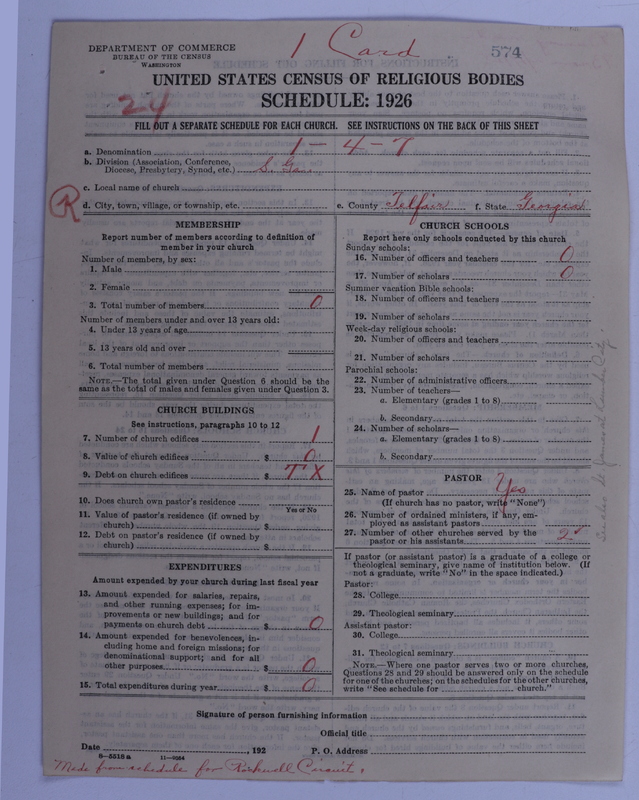 1 Card
574
DEPARTMENT OF COMMERCE
BUREAU OF THE CENSUS
WASHINGTON
UNITED STATES CENSUS OF RELIGIOUS BODIES
24
SCHEDULE: 1926
FILL OUT A SEPARATE SCHEDULE FOR EACH CHURCH. SEE INSTRUCTIONS ON THE BACK OF THIS SHEET
a. Denomination 1-4-7
b. Division (Association, Conference,
Diocese, Presbytery, Synod, etc.) S. Ga.
c. Local name of church
R
d. City, town, village, or township, etc. e. County Telfair f. State Georgia
MEMBERSHIP
Report number of members according to definition of
member in your church
Number of members, by sex:
1. Male
2. Female
3. Total number of members 0
Number of members under and over 13 years old:
4. Under 13 years of age
5. 13 years old and over
6. Total number of members
NOTE.—The total given under Question 6 should be the
same as the total of males and females given under Question 3.
CHURCH BUILDINGS
See instructions, paragraphs 10 to 12
7. Number of church edifices 1
8. Value of church edifices $ 0
9. Debt on church edifices $ TX
10. Does church own pastor's residence
Yes or No
11. Value of pastor's residence (if owned by
church) $
12. Debt on pastor's residence (if owned by
church) $
EXPENDITURES
Amount expended by your church during last fiscal year
13. Amount expended for salaries, repairs,
and other running expenses; for im-
provements or new buildings; and for
payments on church debt $ 0
14. Amount expended for benevolences, in-
cluding home and foreign missions; for
denominational support; and for all
other purposes $ 0
15. Total expenditures during year $ 0
CHURCH SCHOOLS
Report here only schools conducted by this church
Sunday schools:
16. Number of officers and teachers 0
17. Number of scholars 0
Summer vacation Bible schools:
18. Number of officers and teachers
19. Number of scholars
Week-day religious schools:
20. Number of officers and teachers
21. Number of scholars
Parochial schools:
22. Number of administrative officers
23. Number of teachers—
a. Elementary (grades 1 to 8)
b. Secondary
24. Number of scholars—
a. Elementary (grades 1 to 8)
b. Secondary
PASTOR
25. Name of pastor Yes
(If church has no pastor, write "None")
26. Number of ordained ministers, if any, em-
ployed as assistant pastors
27. Number of other churches served by the
pastor or his assistants 2
If pastor (or assistant pastor) is a graduate of a college or
theological seminary, give name of institution below. (If
not a graduate, write "No" in the space indicated.)
Pastor:
28. College
29. Theological seminary
Assistant pastor:
30. College
31. Theological seminary
NOTE.—Where one pastor serves two or more churches,
Questions 28 and 29 should be answered only on the schedule
for one of the churches; on the schedules for the other churches,
write "See schedule for church."
Signature of person furnishing information
Official title
Date , 192 P. O. Address
8—5518a 11—9034
Made from schedule for Rockwell Circuit.